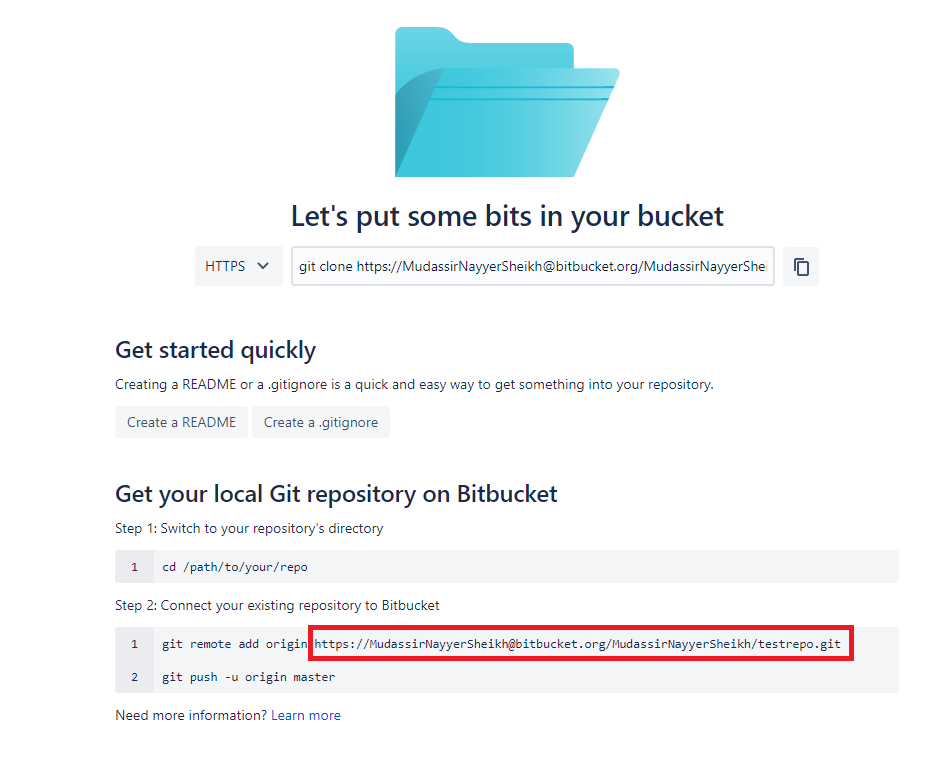 Let's put some bits in your bucket
HTTPS
git clone https://MudassirNayyerSheikh@bitbucket.org/MudassirNayyerShei
Get started quickly
Creating a README or a .gitignore is a quick and easy way to get something into your repository.
Create a README
Create a .gitignore
Get your local Git repository on Bitbucket
Step 1: Switch to your repository's directory
1 cd /path/to/your/repo
Step 2: Connect your existing repository to Bitbucket
1 git remote add origin https://MudassirNayyerSheikh@bitbucket.org/MudassirNayyerSheikh/testrepo.git
2 git push -u origin master
Need more information? Learn more